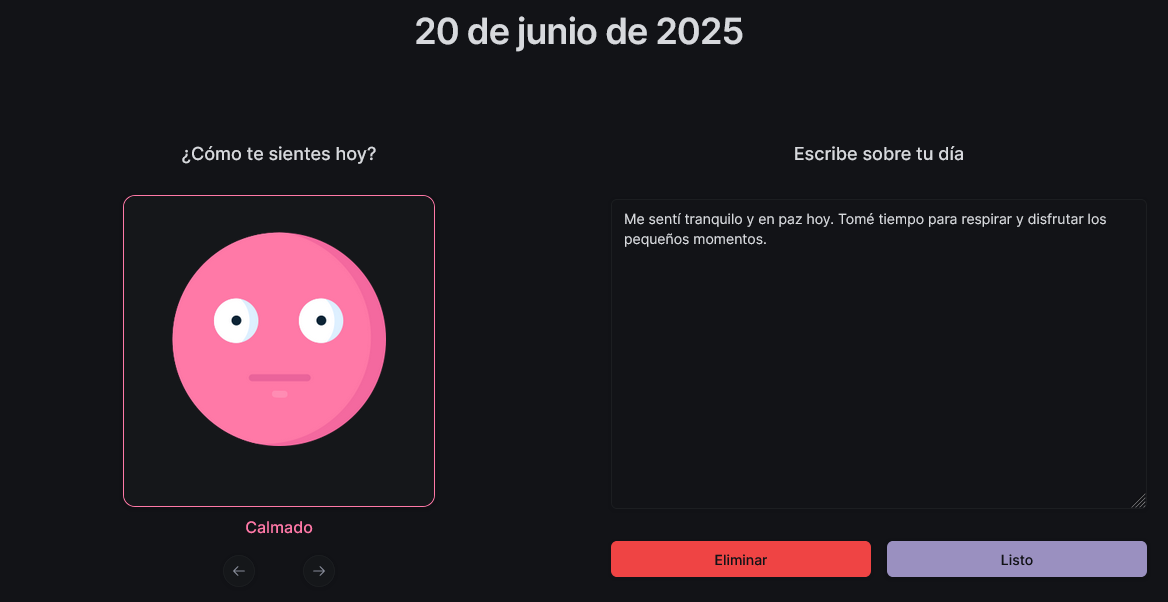 20 de junio de 2025
¿Cómo te sientes hoy?
Calmado
Escribe sobre tu día
Me sentí tranquilo y en paz hoy. Tomé tiempo para respirar y disfrutar los
pequeños momentos.
Eliminar
Listo